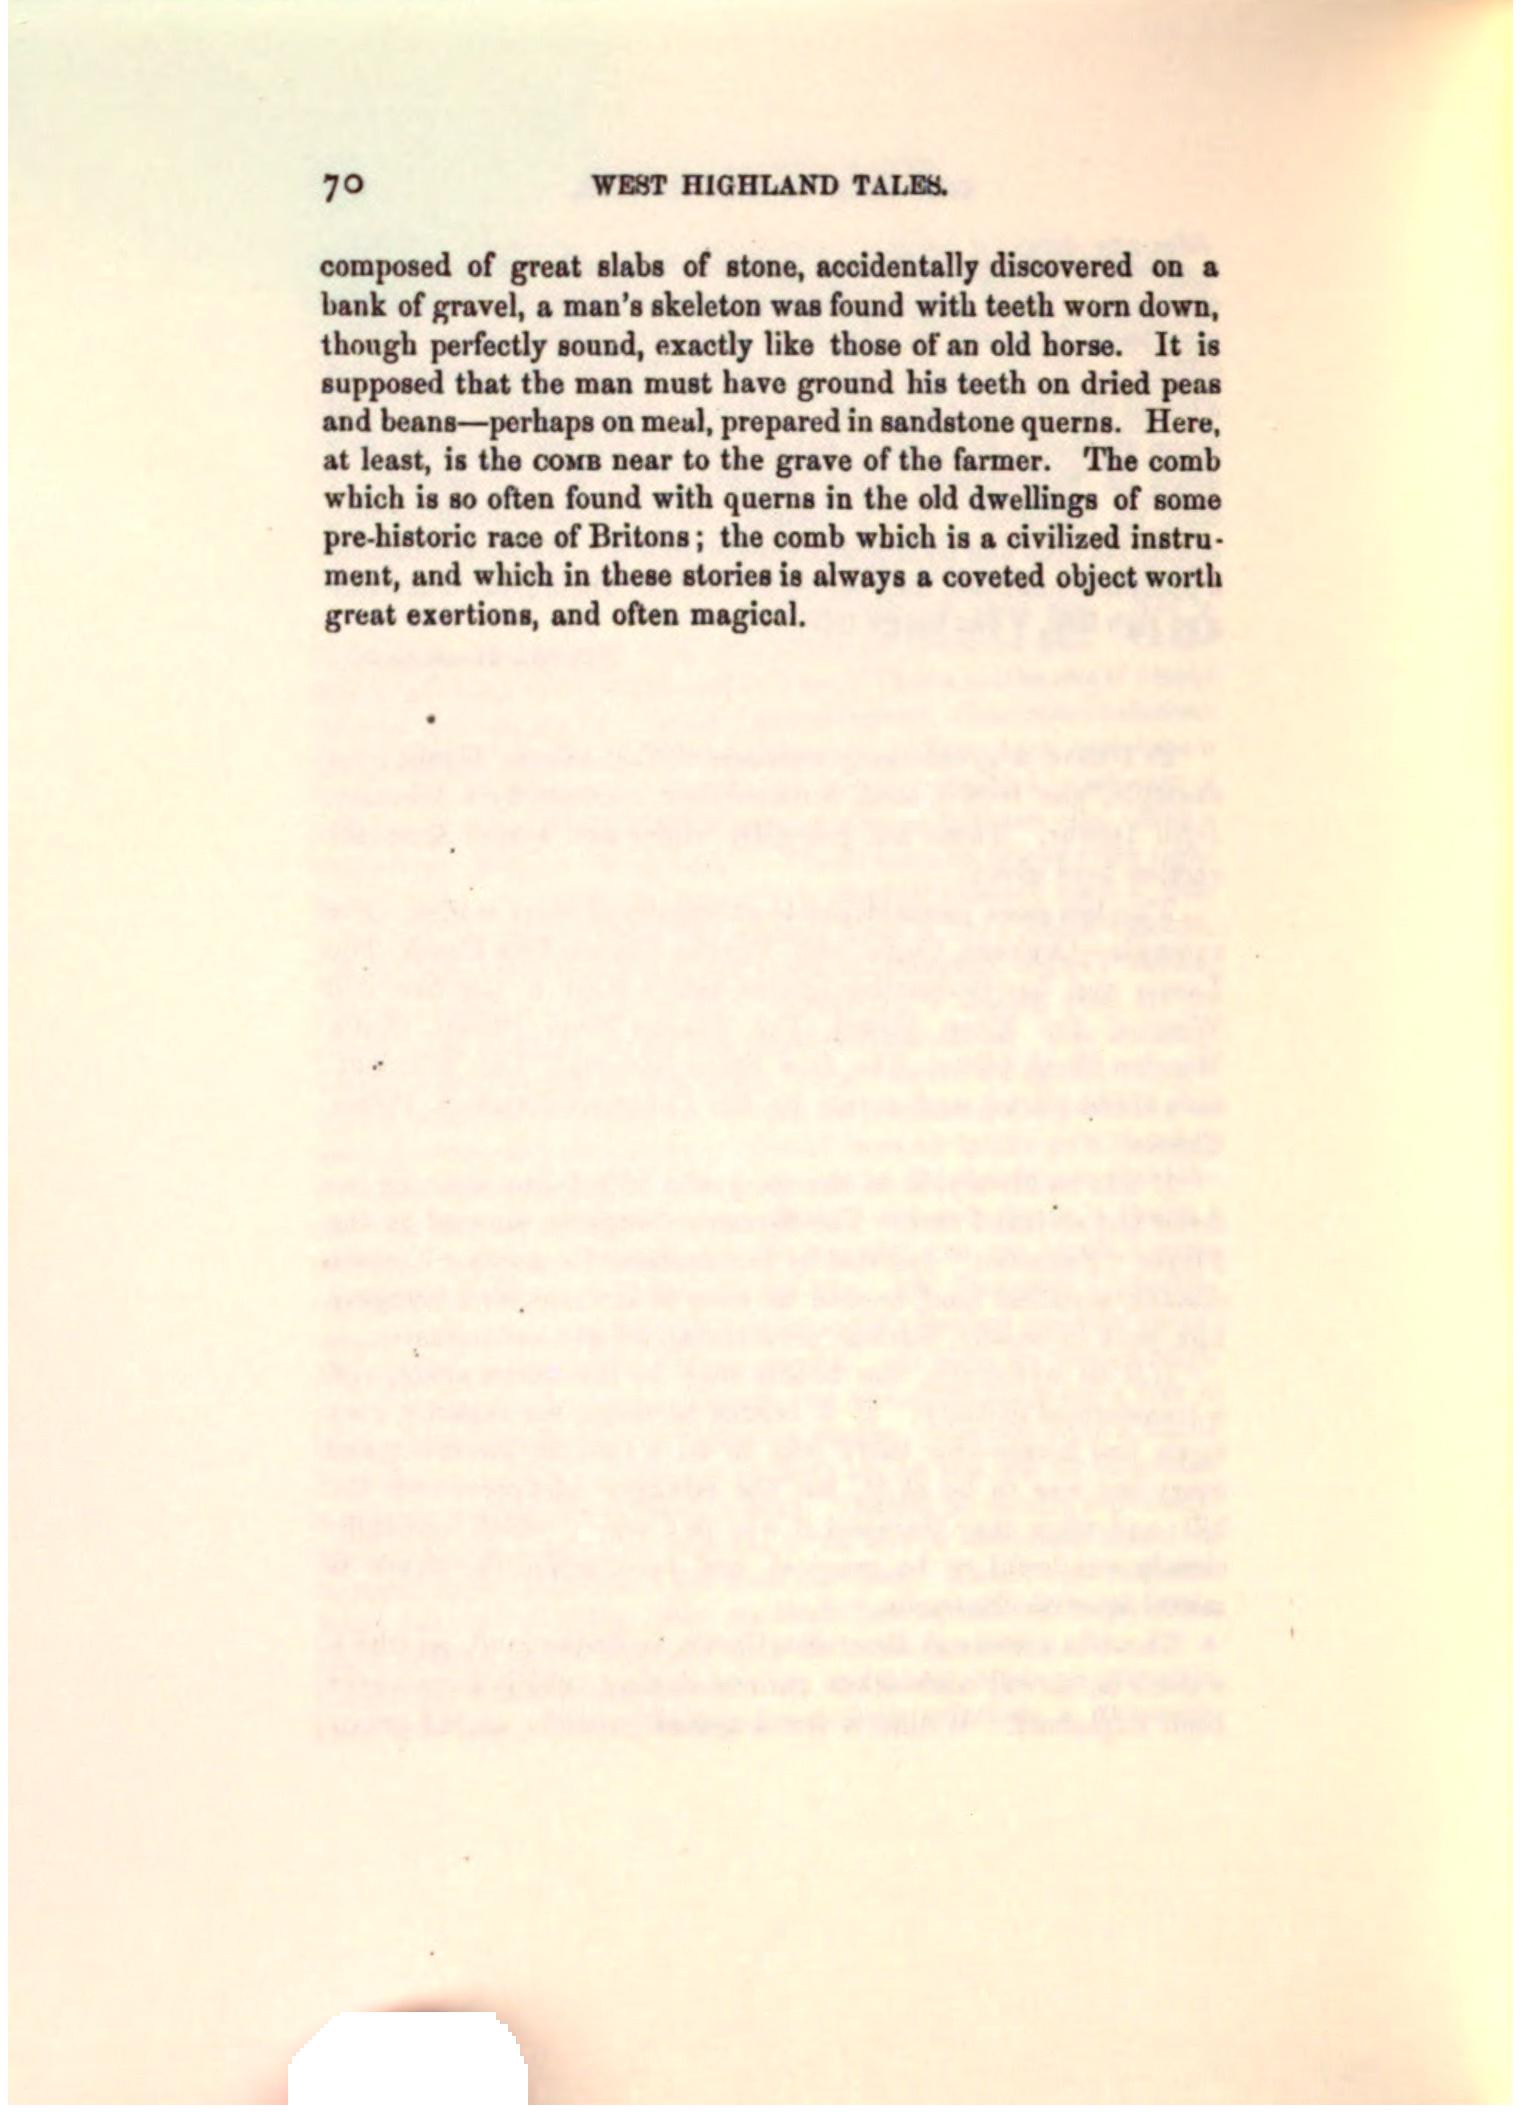 70 WEST HIGHLAND TALES.
composed of great slabs of stone, accidentally discovered on a
bank of gravel, a man's skeleton was found with teeth worn down,
though perfectly sound, exactly like those of an old horse. It is
supposed that the man must have ground his teeth on dried peas
and beans—perhaps on meal, prepared in sandstone querns. Here,
at least, is the COMB near to the grave of the farmer. The comb
which is so often found with querns in the old dwellings of some
pre-historic race of Britons; the comb which is a civilized instru-
ment, and which in these stories is always a coveted object worth
great exertions, and often magical.